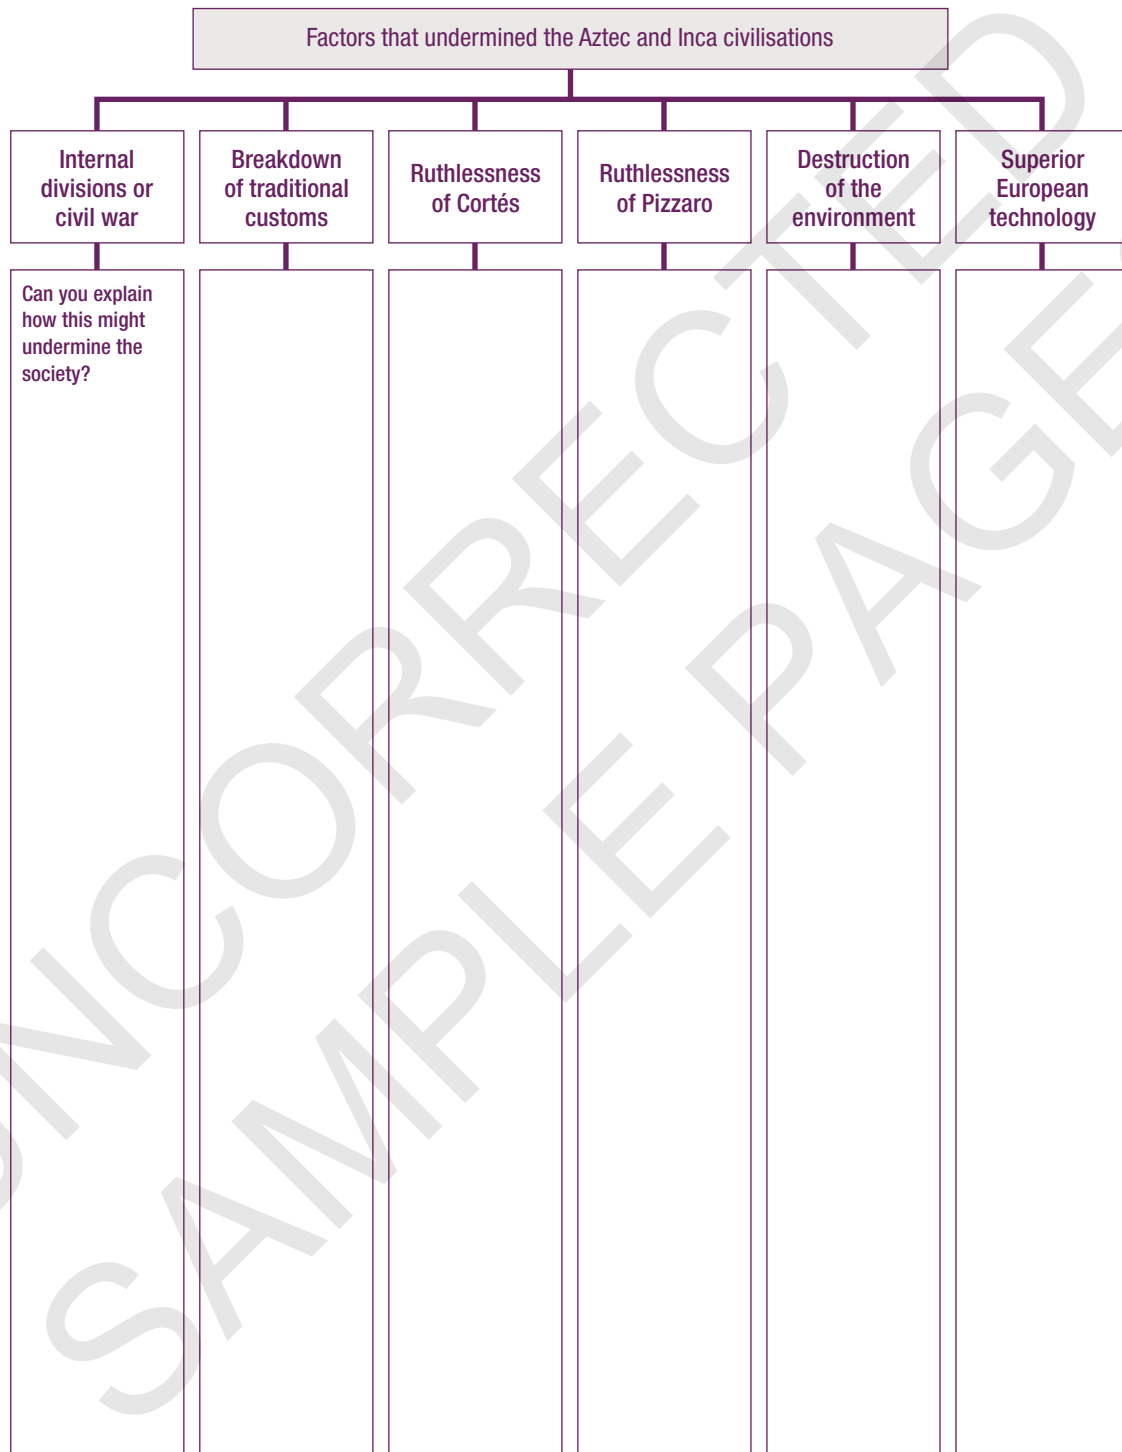 Factors that undermined the Aztec and Inca civilisations
Internal
divisions or
civil war
Breakdown
of traditional
customs
Ruthlessness
of Cortés
Ruthlessness
of Pizzaro
Destruction
of the
environment
Superior
European
technology
Can you explain
how this might
undermine the
society?
UNCORRECTED
SAMPLE PAGES